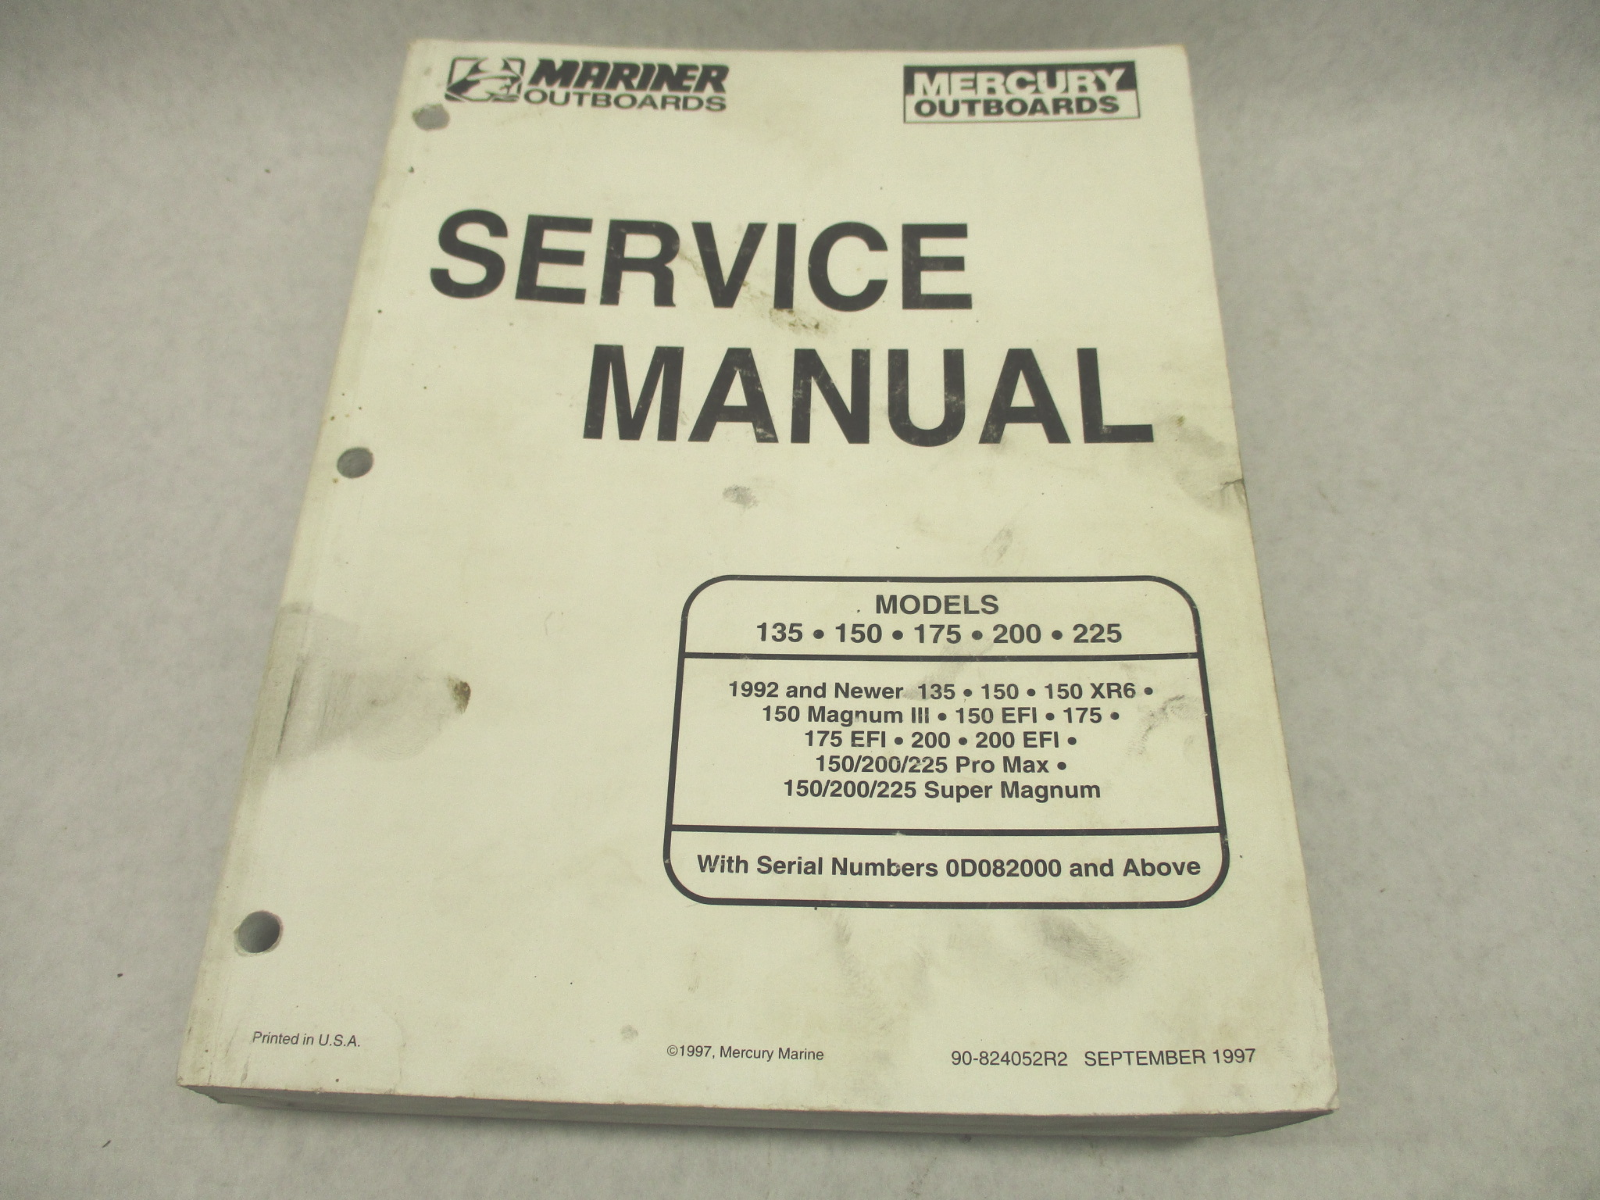 MARINER
OUTBOARDS
MERCURY
OUTBOARDS
SERVICE
MANUAL
MODELS
135 • 150 • 175 • 200 • 225
1992 and Newer 135 • 150 • 150 XR6 •
150 Magnum III • 150 EFI • 175 •
175 EFI • 200 • 200 EFI •
150/200/225 Pro Max •
150/200/225 Super Magnum
With Serial Numbers 0D082000 and Above
Printed in U.S.A.
©1997, Mercury Marine
90-824052R2 SEPTEMBER 1997